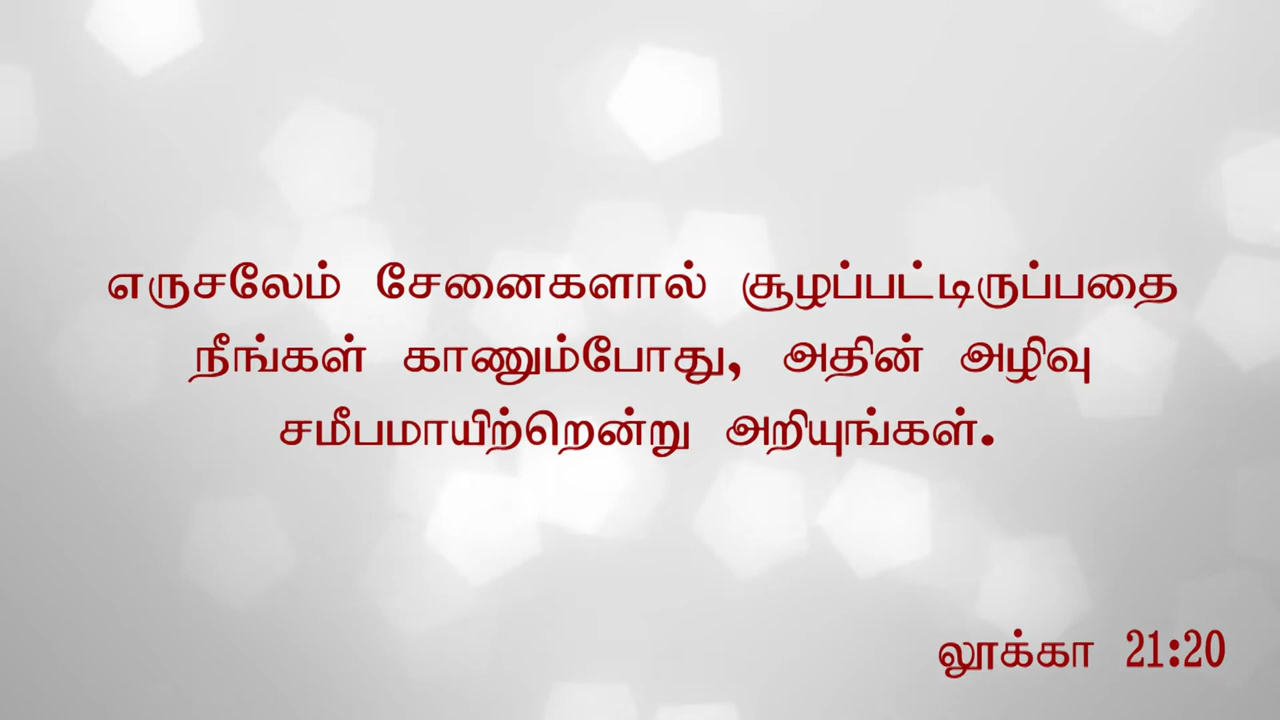 எருசலேம் சேனைகளால் சூழப்பட்டிருப்பதை
நீங்கள் காணும்போது, அதின் அழிவு
சமீபமாயிற்றென்று அறியுங்கள்.
லூக்கா 21:20